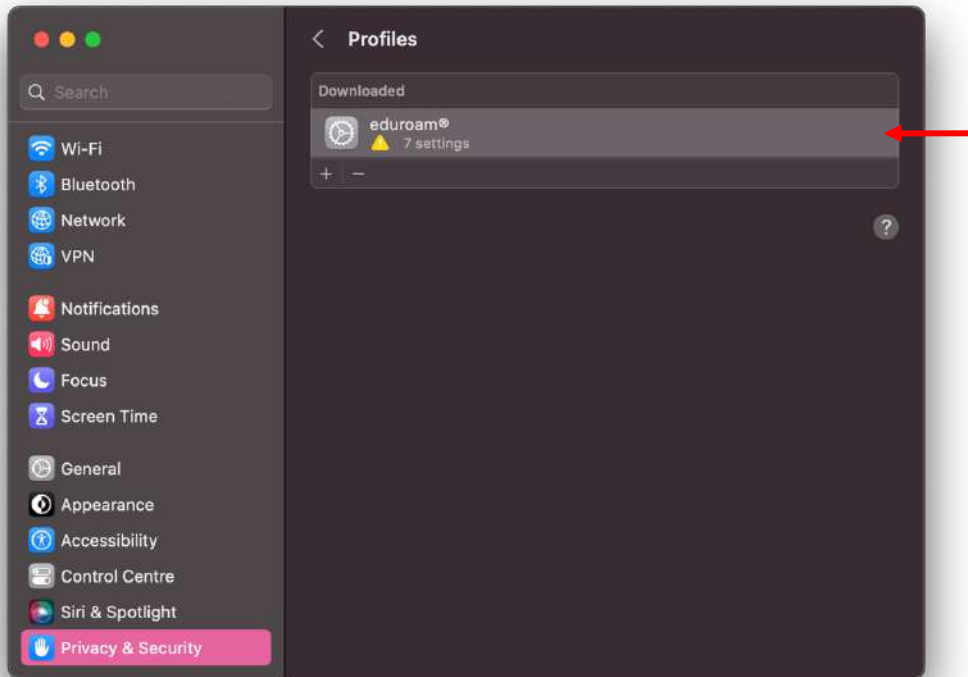 Search
Wi-Fi
Bluetooth
Network
VPN
Notifications
Sound
Focus
Screen Time
General
Appearance
Accessibility
Control Centre
Siri & Spotlight
Privacy & Security
Profiles
Downloaded
eduroam®
7 settings
+ −
?